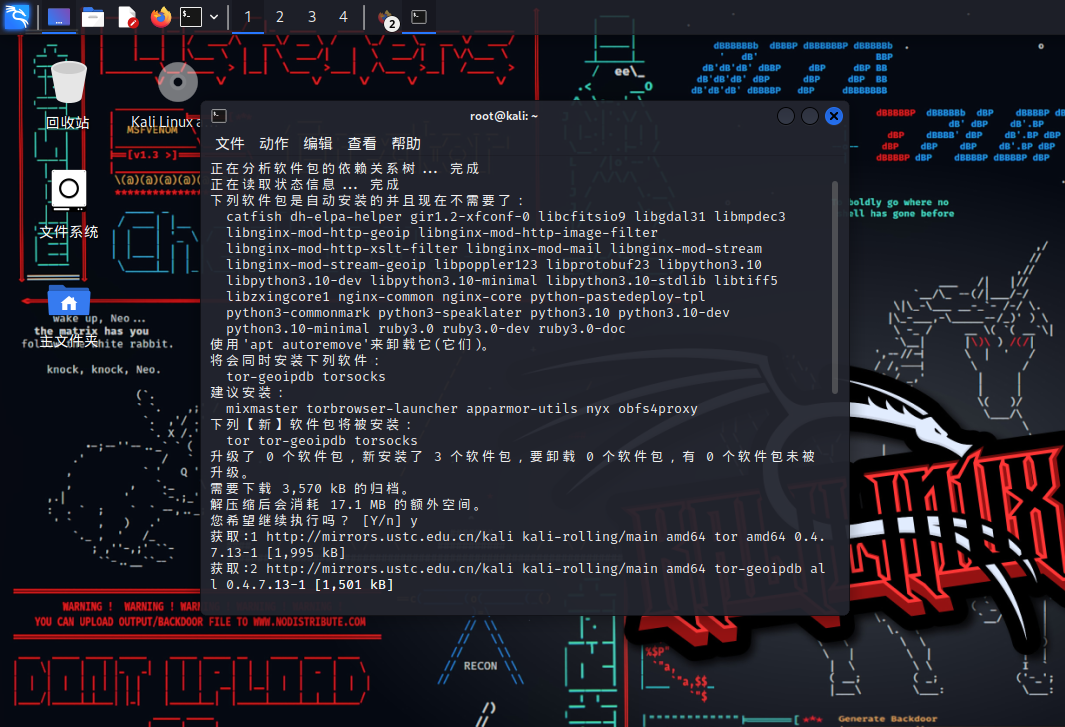 1 2 3 4
2
root@kali: ~
文件 动作 编辑 查看 帮助
正在分析软件包的依赖关系树... 完成
正在读取状态信息... 完成
下列软件包是自动安装的并且现在不需要了：
catfish dh-elpa-helper gir1.2-xfconf-0 libcfitsio9 libgdal31 libmpdec3
libnginx-mod-http-geoip libnginx-mod-http-image-filter
libnginx-mod-http-xslt-filter libnginx-mod-mail libnginx-mod-stream
libnginx-mod-stream-geoip libpoppler123 libprotobuf23 libpython3.10
libpython3.10-dev libpython3.10-minimal libpython3.10-stdlib libtiff5
libzxingcore1 nginx-common nginx-core python-pastedeploy-tpl
python3-commonmark python3-speaklater python3.10 python3.10-dev
python3.10-minimal ruby3.0 ruby3.0-dev ruby3.0-doc
使用'apt autoremove'来卸载它(它们)。
将会同时安装下列软件：
tor-geoipdb torsocks
建议安装：
mixmaster torbrowser-launcher apparmor-utils nyx obfs4proxy
下列【新】软件包将被安装：
tor tor-geoipdb torsocks
升级了 0 个软件包，新安装了 3 个软件包，要卸载 0 个软件包，有 0 个软件包未被
升级。
需要下载 3,570 kB 的归档。
解压缩后会消耗 17.1 MB 的额外空间。
您希望继续执行吗？ [Y/n] y
获取:1 http://mirrors.ustc.edu.cn/kali kali-rolling/main amd64 tor amd64 0.4.
7.13-1 [1,995 kB]
获取:2 http://mirrors.ustc.edu.cn/kali kali-rolling/main amd64 tor-geoipdb al
l 0.4.7.13-1 [1,501 kB]
回收站
Kali Linux a
文件系统
主文件夹
MSFVENOM
[v1.3 >]
wake up, Neo...
the matrix has you
follow the white rabbit.
knock, knock, Neo.
boldly go where no
ell has gone before
WARNING ! WARNING ! WAR
YOU CAN UPLOAD OUTPUT/BACKDOOR FILE TO WWW.NODISTRIBUTE.COM
RECON
Generate Backdoor